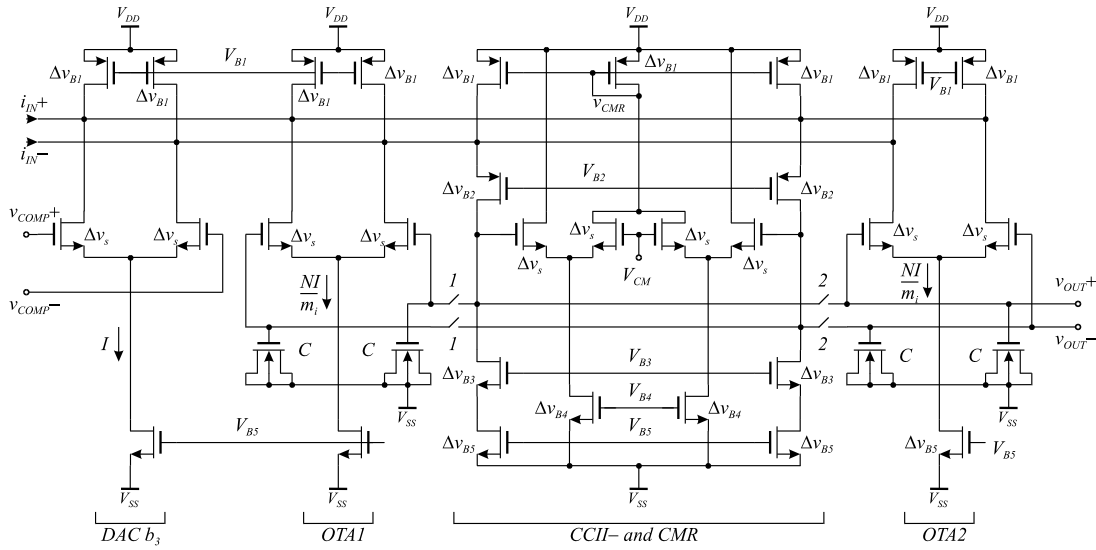 V_DD V_DD V_DD V_DD
V_B1
Δv_B1 Δv_B1 Δv_B1 Δv_B1 Δv_B1 Δv_B1 Δv_B1
Δv_B1 Δv_B1 V_B1
v_CMR
i_IN+
i_IN−
V_B2
Δv_B2 Δv_B2
v_COMP+
Δv_s Δv_s Δv_s Δv_s Δv_s Δv_s Δv_s Δv_s
Δv_s Δv_s
V_CM
NI/m_i NI/m_i
v_COMP−
1 2
v_OUT+
I
1 2
v_OUT−
C C C C
V_B3
Δv_B3 Δv_B3
V_SS V_SS
V_B4
Δv_B4 Δv_B4
V_B5 V_B5
Δv_B5 Δv_B5 Δv_B5 V_B5
V_SS V_SS V_SS V_SS
DAC b_3 OTA1 CCII− and CMR OTA2